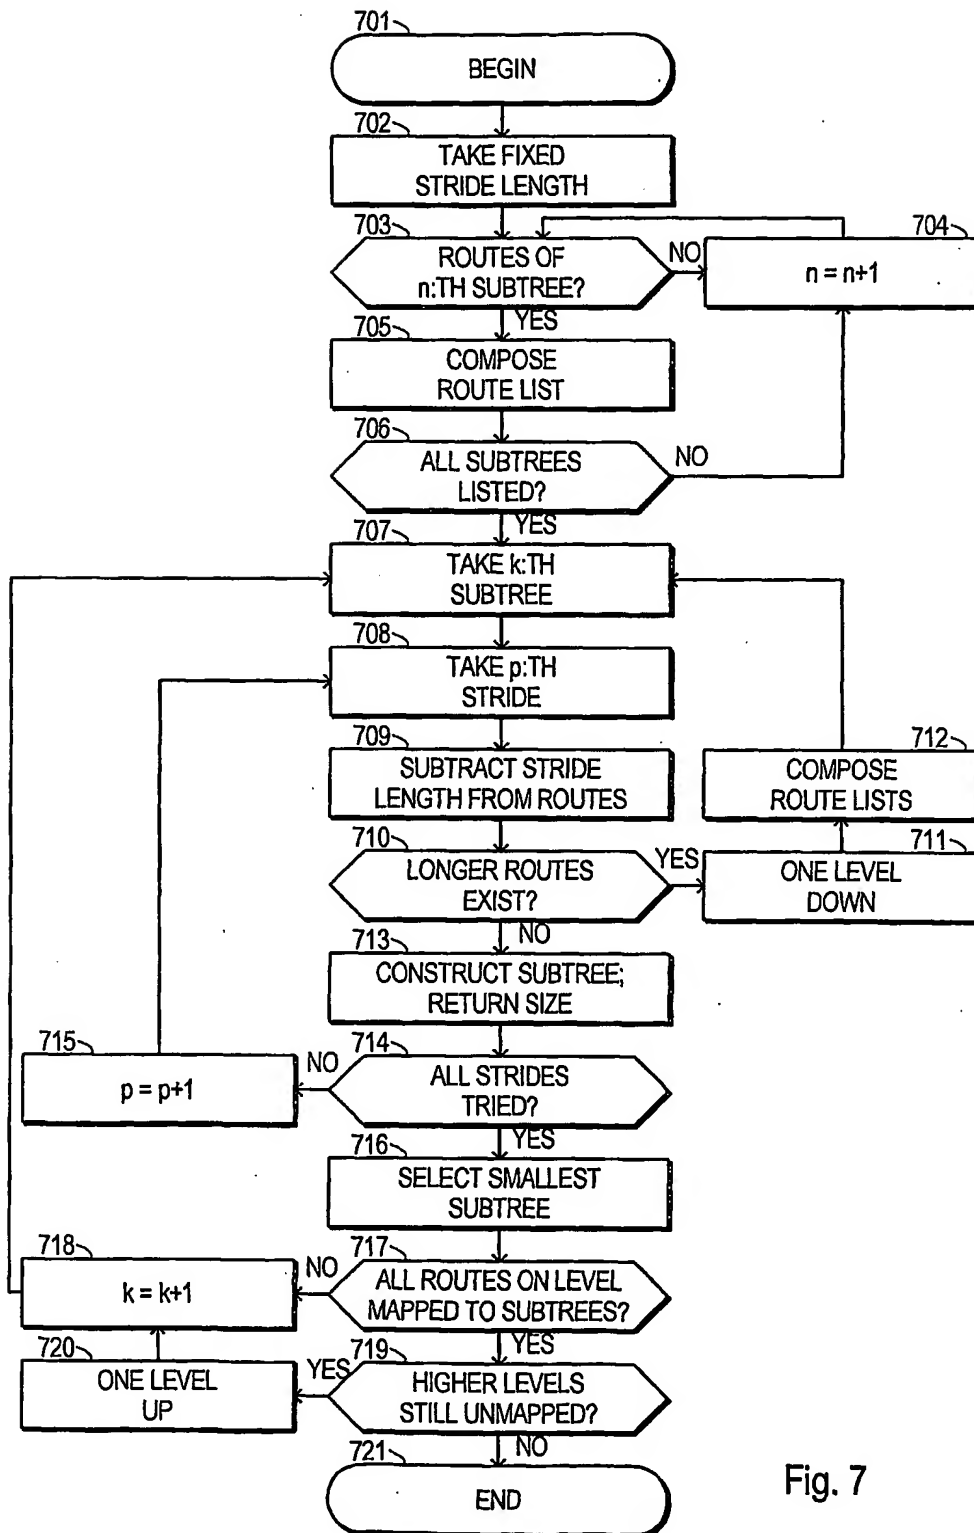 701
BEGIN
702
TAKE FIXED
STRIDE LENGTH
703
ROUTES OF
n:TH SUBTREE?
NO
704
n = n+1
YES
705
COMPOSE
ROUTE LIST
706
ALL SUBTREES
LISTED?
NO
YES
707
TAKE k:TH
SUBTREE
708
TAKE p:TH
STRIDE
709
SUBTRACT STRIDE
LENGTH FROM ROUTES
712
COMPOSE
ROUTE LISTS
710
LONGER ROUTES
EXIST?
YES
711
ONE LEVEL
DOWN
NO
713
CONSTRUCT SUBTREE;
RETURN SIZE
714
ALL STRIDES
TRIED?
NO
715
p = p+1
YES
716
SELECT SMALLEST
SUBTREE
717
ALL ROUTES ON LEVEL
MAPPED TO SUBTREES?
NO
718
k = k+1
YES
719
HIGHER LEVELS
STILL UNMAPPED?
YES
720
ONE LEVEL
UP
NO
721
END
Fig. 7